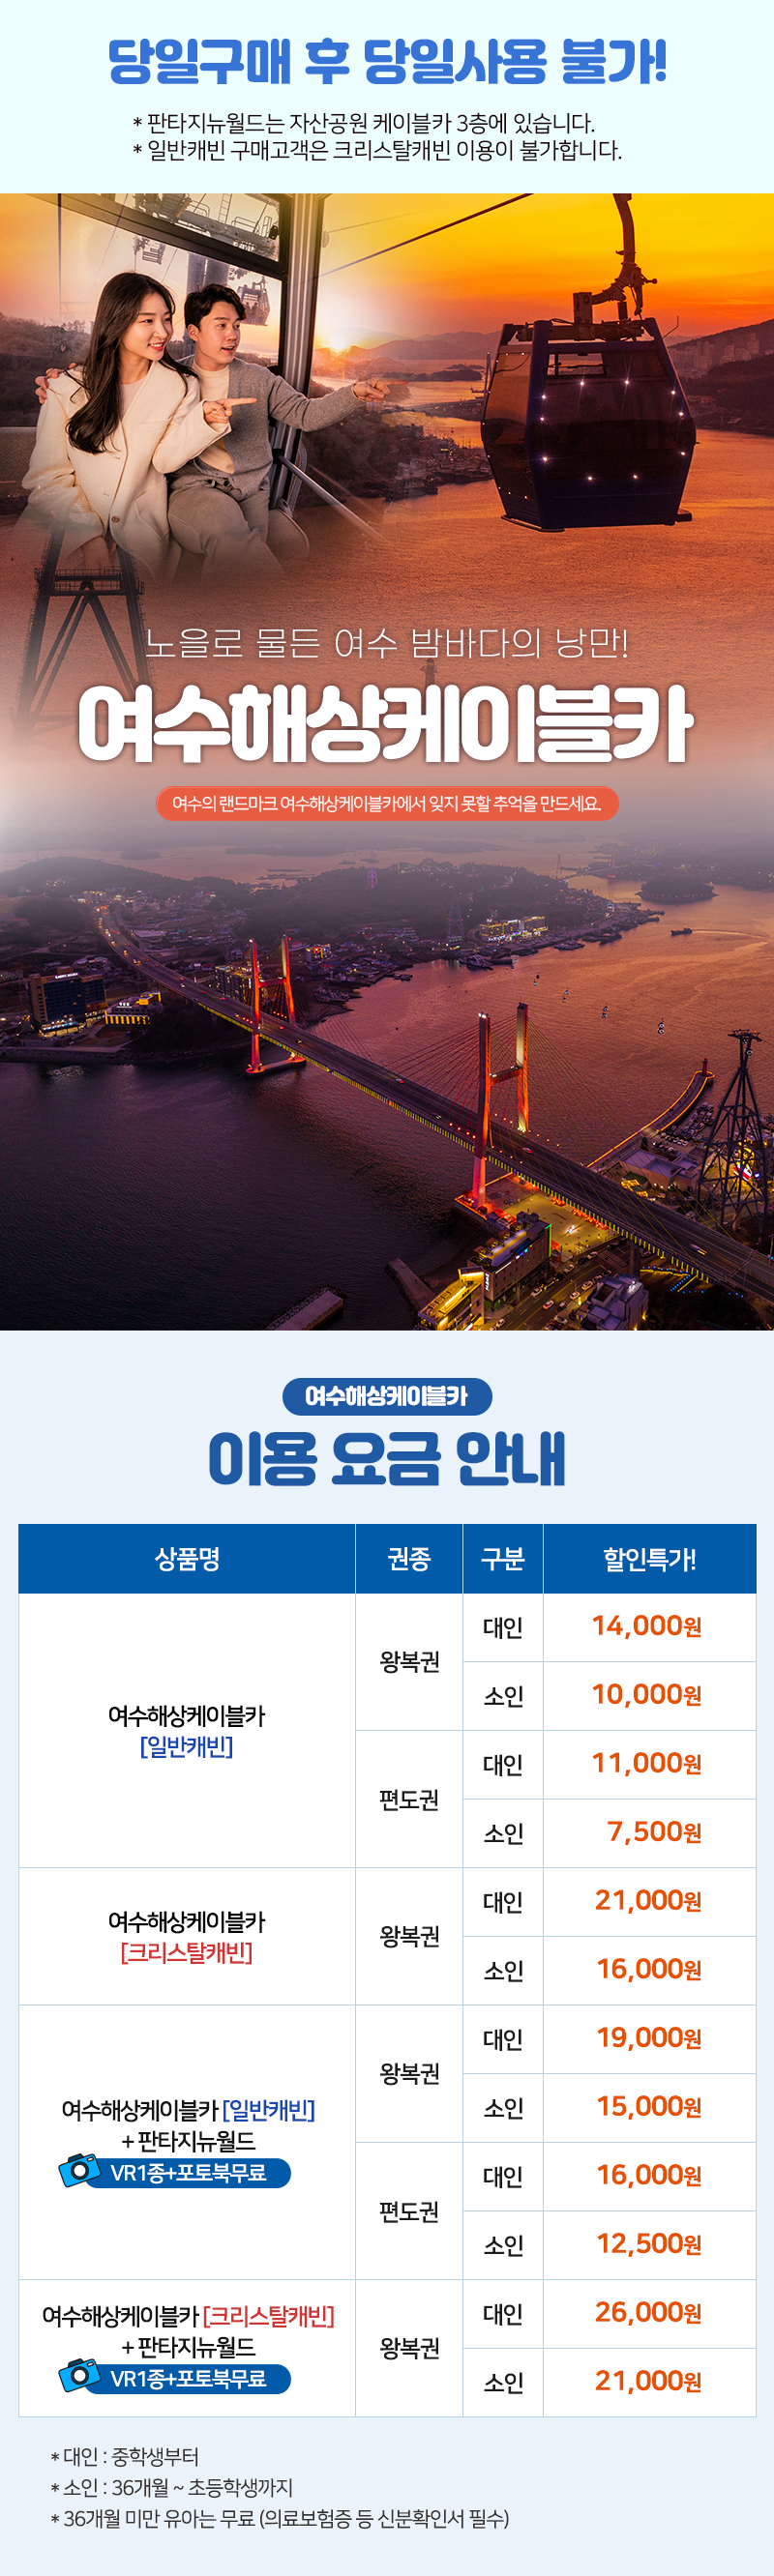 당일구매 후 당일사용 불가!
* 판타지뉴월드는 자산공원 케이블카 3층에 있습니다.
* 일반캐빈 구매고객은 크리스탈캐빈 이용이 불가합니다.
노을로 물든 여수 밤바다의 낭만!
여수해상케이블카
여수의 랜드마크 여수해상케이블카에서 잊지 못할 추억을 만드세요.
여수해상케이블카
이용 요금 안내
상품명 권종 구분 할인특가!
여수해상케이블카
[일반캐빈]
왕복권
대인 14,000원
소인 10,000원
편도권
대인 11,000원
소인 7,500원
여수해상케이블카
[크리스탈캐빈]
왕복권
대인 21,000원
소인 16,000원
여수해상케이블카 [일반캐빈]
+ 판타지뉴월드
VR1종+포토북무료
왕복권
대인 19,000원
소인 15,000원
편도권
대인 16,000원
소인 12,500원
여수해상케이블카 [크리스탈캐빈]
+ 판타지뉴월드
VR1종+포토북무료
왕복권
대인 26,000원
소인 21,000원
* 대인 : 중학생부터
* 소인 : 36개월 ~ 초등학생까지
* 36개월 미만 유아는 무료 (의료보험증 등 신분확인서 필수)